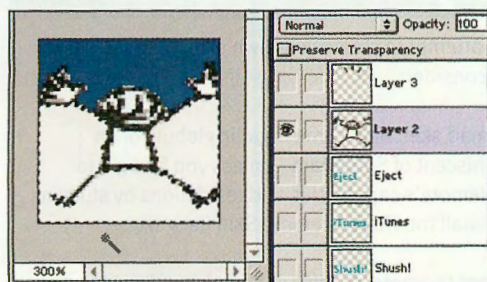 Normal Opacity: 100
Preserve Transparency
Layer 3
Layer 2
Eject Eject
iTunes iTunes
Shush! Shush!
300%